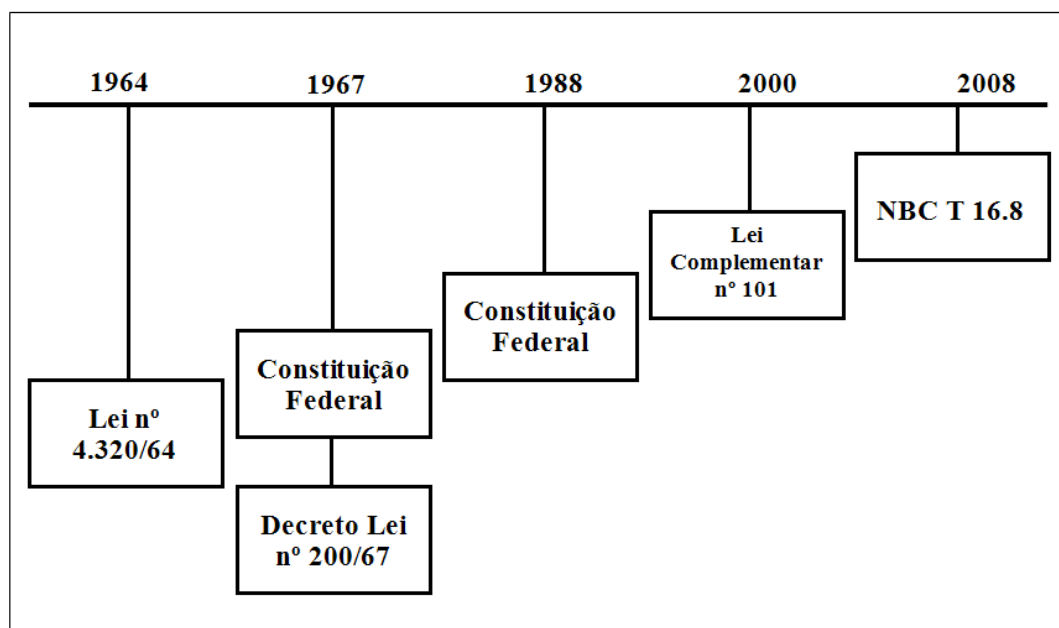 1964 1967 1988 2000 2008
NBC T 16.8
Lei
Complementar
nº 101
Constituição
Federal
Constituição
Federal
Lei nº
4.320/64
Decreto Lei
nº 200/67